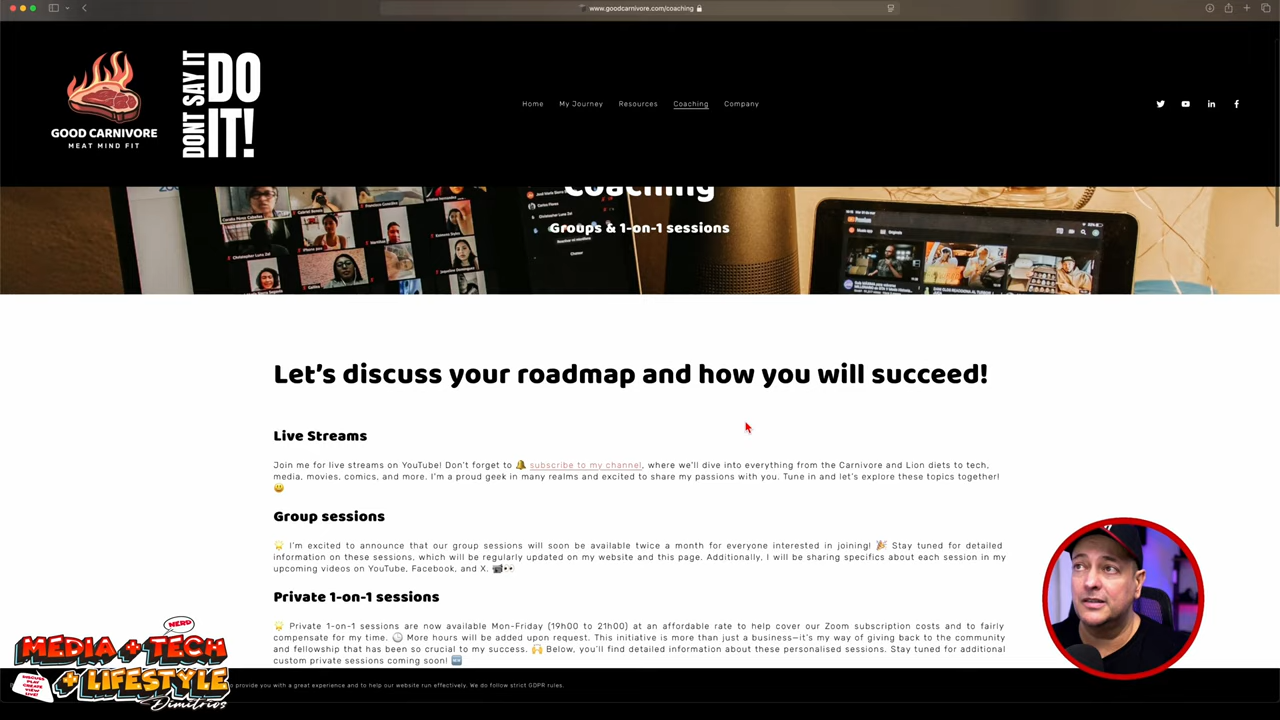 www.goodcarnivore.com/coaching
GOOD CARNIVORE
MEAT MIND FIT
DONT SAY IT
DO
IT!
Home My Journey Resources Coaching Company
Coaching
Groups & 1-on-1 sessions
Let's discuss your roadmap and how you will succeed!
Live Streams
Join me for live streams on YouTube! Don't forget to 🔔 subscribe to my channel, where we'll dive into everything from the Carnivore and Lion diets to tech,
media, movies, comics, and more. I'm a proud geek in many realms and excited to share my passions with you. Tune in and let's explore these topics together!
😀
Group sessions
🌟 I'm excited to announce that our group sessions will soon be available twice a month for everyone interested in joining! 🎉 Stay tuned for detailed
information on these sessions, which will be regularly updated on my website and this page. Additionally, I will be sharing specifics about each session in my
upcoming videos on YouTube, Facebook, and X. 📹👀
Private 1-on-1 sessions
🌟 Private 1-on-1 sessions are now available Mon-Friday (19h00 to 21h00) at an affordable rate to help cover our Zoom subscription costs and to fairly
compensate for my time. 🕒 More hours will be added upon request. This initiative is more than just a business—it's my way of giving back to the community
and fellowship that has been so crucial to my success. 🙌 Below, you'll find detailed information about these personalised sessions. Stay tuned for additional
custom private sessions coming soon! 🔜
to provide you with a great experience and to help our website run effectively. We do follow strict GDPR rules.
NERD
MEDIA + TECH
+ LIFESTYLE
DISCUSS
PLAY
CREATE
VIEW
LIVE!
Dimitrios